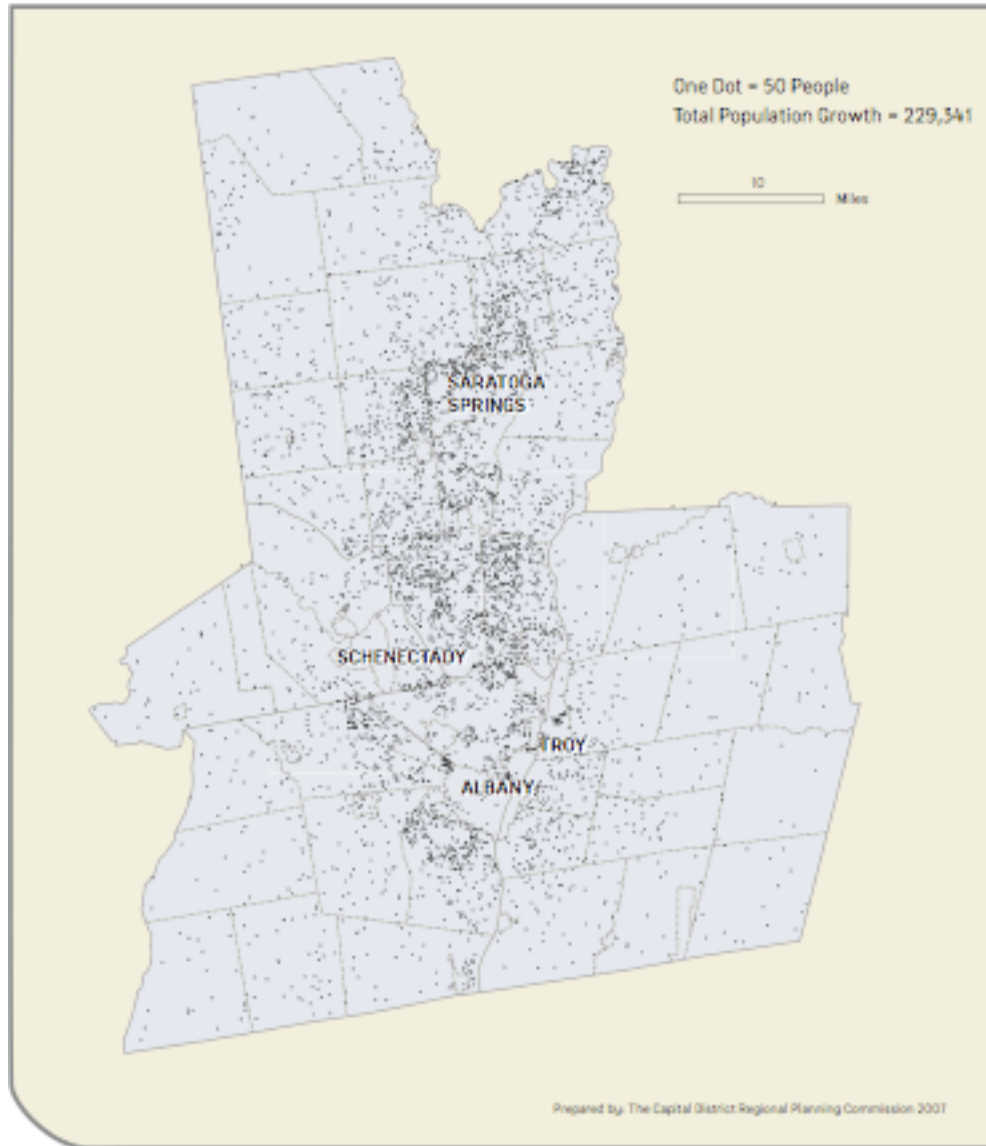 One Dot = 50 People
Total Population Growth = 229,341
10
Miles
SARATOGA
SPRINGS
SCHENECTADY
TROY
ALBANY
Prepared by: The Capital District Regional Planning Commission 2007